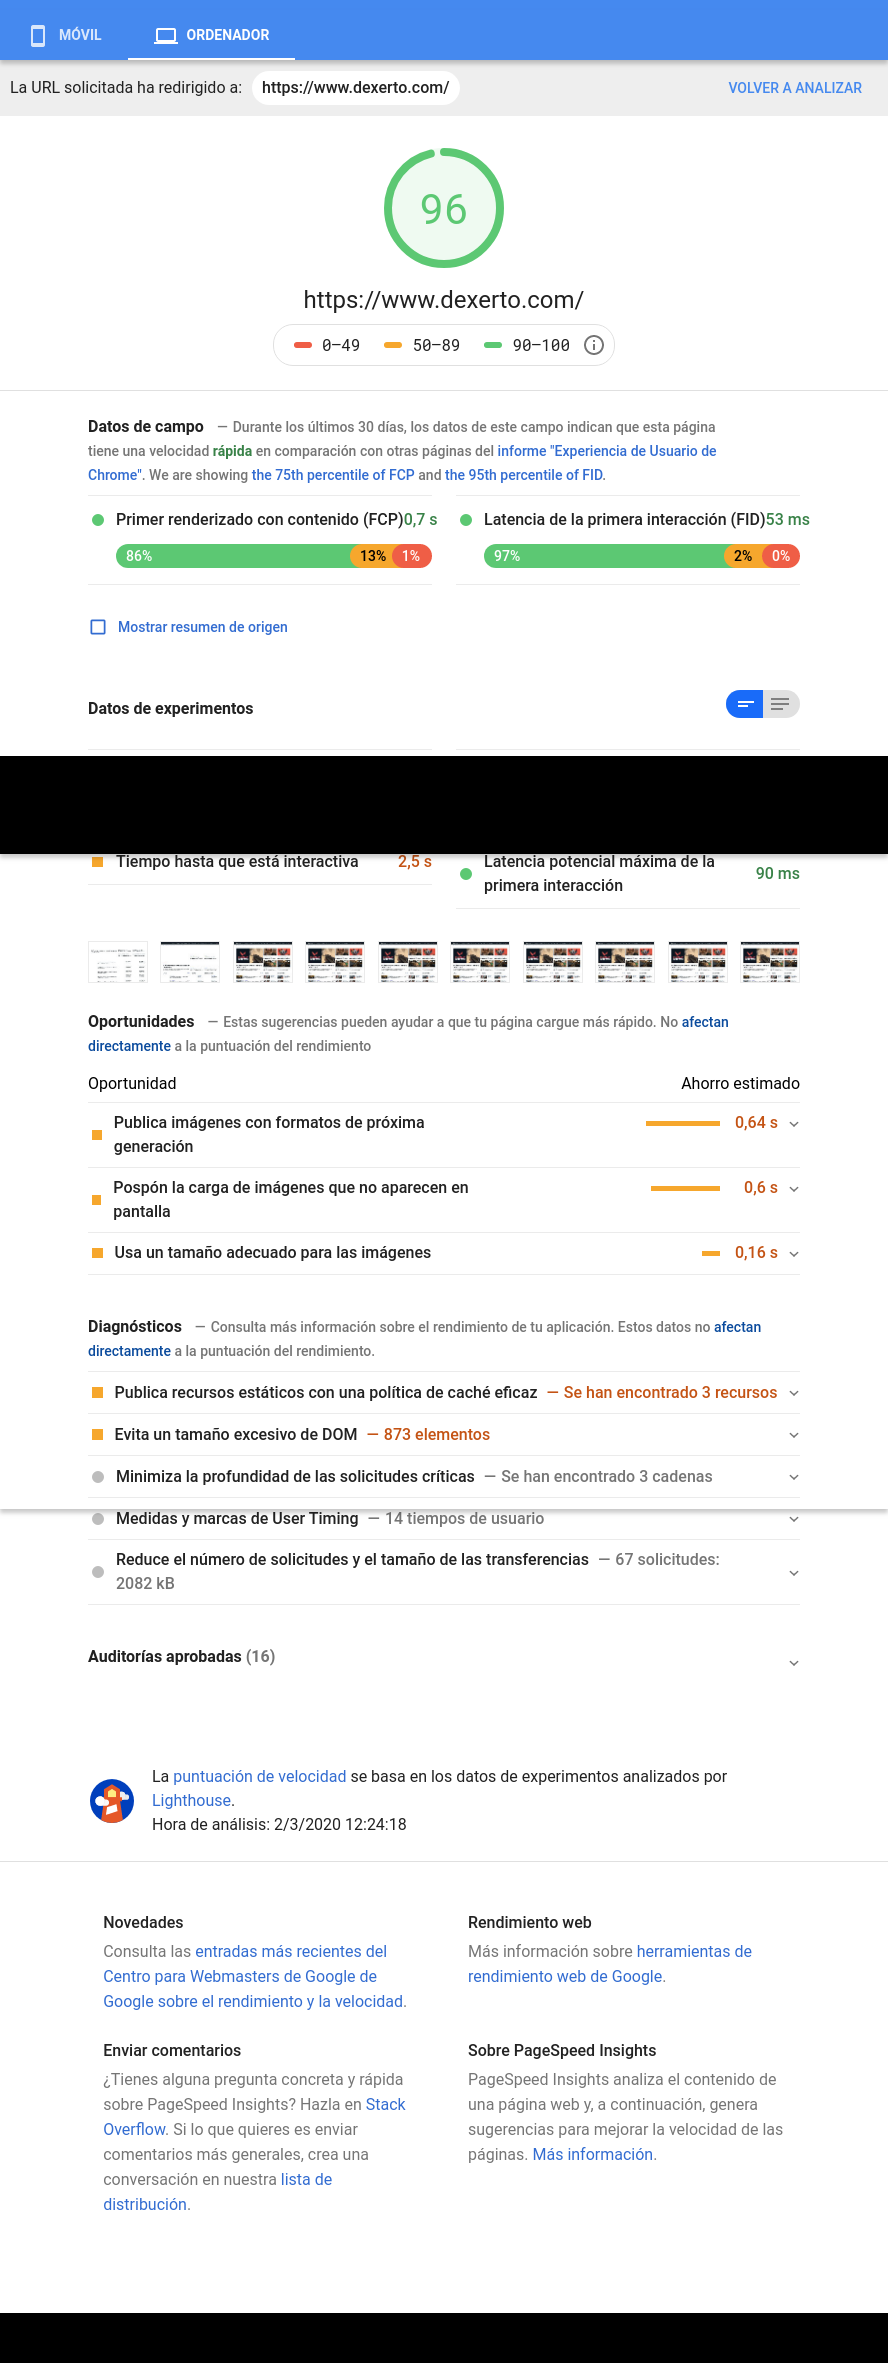 MÓVIL
ORDENADOR
La URL solicitada ha redirigido a: https://www.dexerto.com/
VOLVER A ANALIZAR
96
https://www.dexerto.com/
0–49 50–89 90–100
Datos de campo — Durante los últimos 30 días, los datos de este campo indican que esta página
tiene una velocidad rápida en comparación con otras páginas del informe "Experiencia de Usuario de
Chrome". We are showing the 75th percentile of FCP and the 95th percentile of FID.
Primer renderizado con contenido (FCP) 0,7 s
86% 13% 1%
Latencia de la primera interacción (FID) 53 ms
97% 2% 0%
Mostrar resumen de origen
Datos de experimentos
Tiempo hasta que está interactiva 2,5 s
Latencia potencial máxima de la
primera interacción
90 ms
Oportunidades — Estas sugerencias pueden ayudar a que tu página cargue más rápido. No afectan
directamente a la puntuación del rendimiento
Oportunidad Ahorro estimado
Publica imágenes con formatos de próxima
generación
0,64 s
Pospón la carga de imágenes que no aparecen en
pantalla
0,6 s
Usa un tamaño adecuado para las imágenes 0,16 s
Diagnósticos — Consulta más información sobre el rendimiento de tu aplicación. Estos datos no afectan
directamente a la puntuación del rendimiento.
Publica recursos estáticos con una política de caché eficaz — Se han encontrado 3 recursos
Evita un tamaño excesivo de DOM — 873 elementos
Minimiza la profundidad de las solicitudes críticas — Se han encontrado 3 cadenas
Medidas y marcas de User Timing — 14 tiempos de usuario
Reduce el número de solicitudes y el tamaño de las transferencias — 67 solicitudes:
2082 kB
Auditorías aprobadas (16)
La puntuación de velocidad se basa en los datos de experimentos analizados por
Lighthouse.
Hora de análisis: 2/3/2020 12:24:18
Novedades
Consulta las entradas más recientes del
Centro para Webmasters de Google de
Google sobre el rendimiento y la velocidad.
Rendimiento web
Más información sobre herramientas de
rendimiento web de Google.
Enviar comentarios
¿Tienes alguna pregunta concreta y rápida
sobre PageSpeed Insights? Hazla en Stack
Overflow. Si lo que quieres es enviar
comentarios más generales, crea una
conversación en nuestra lista de
distribución.
Sobre PageSpeed Insights
PageSpeed Insights analiza el contenido de
una página web y, a continuación, genera
sugerencias para mejorar la velocidad de las
páginas. Más información.